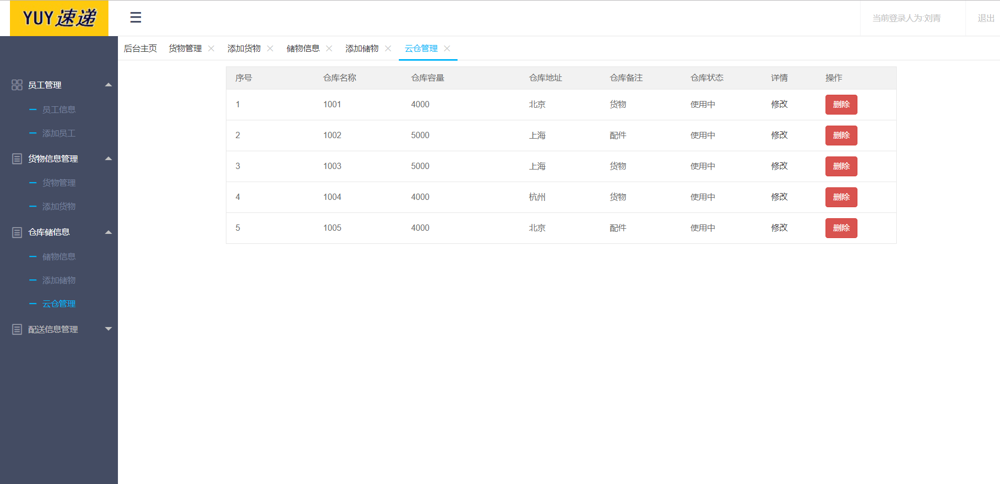 YUY速递
当前登录人为:刘青 退出
后台主页 货物管理 添加货物 储物信息 添加储物 云仓管理
员工管理
员工信息
添加员工
货物信息管理
货物管理
添加货物
仓库储信息
储物信息
添加储物
云仓管理
配送信息管理
序号 仓库名称 仓库容量 仓库地址 仓库备注 仓库状态 详情 操作
1 1001 4000 北京 货物 使用中 修改 删除
2 1002 5000 上海 配件 使用中 修改 删除
3 1003 5000 上海 货物 使用中 修改 删除
4 1004 4000 杭州 货物 使用中 修改 删除
5 1005 4000 北京 配件 使用中 修改 删除